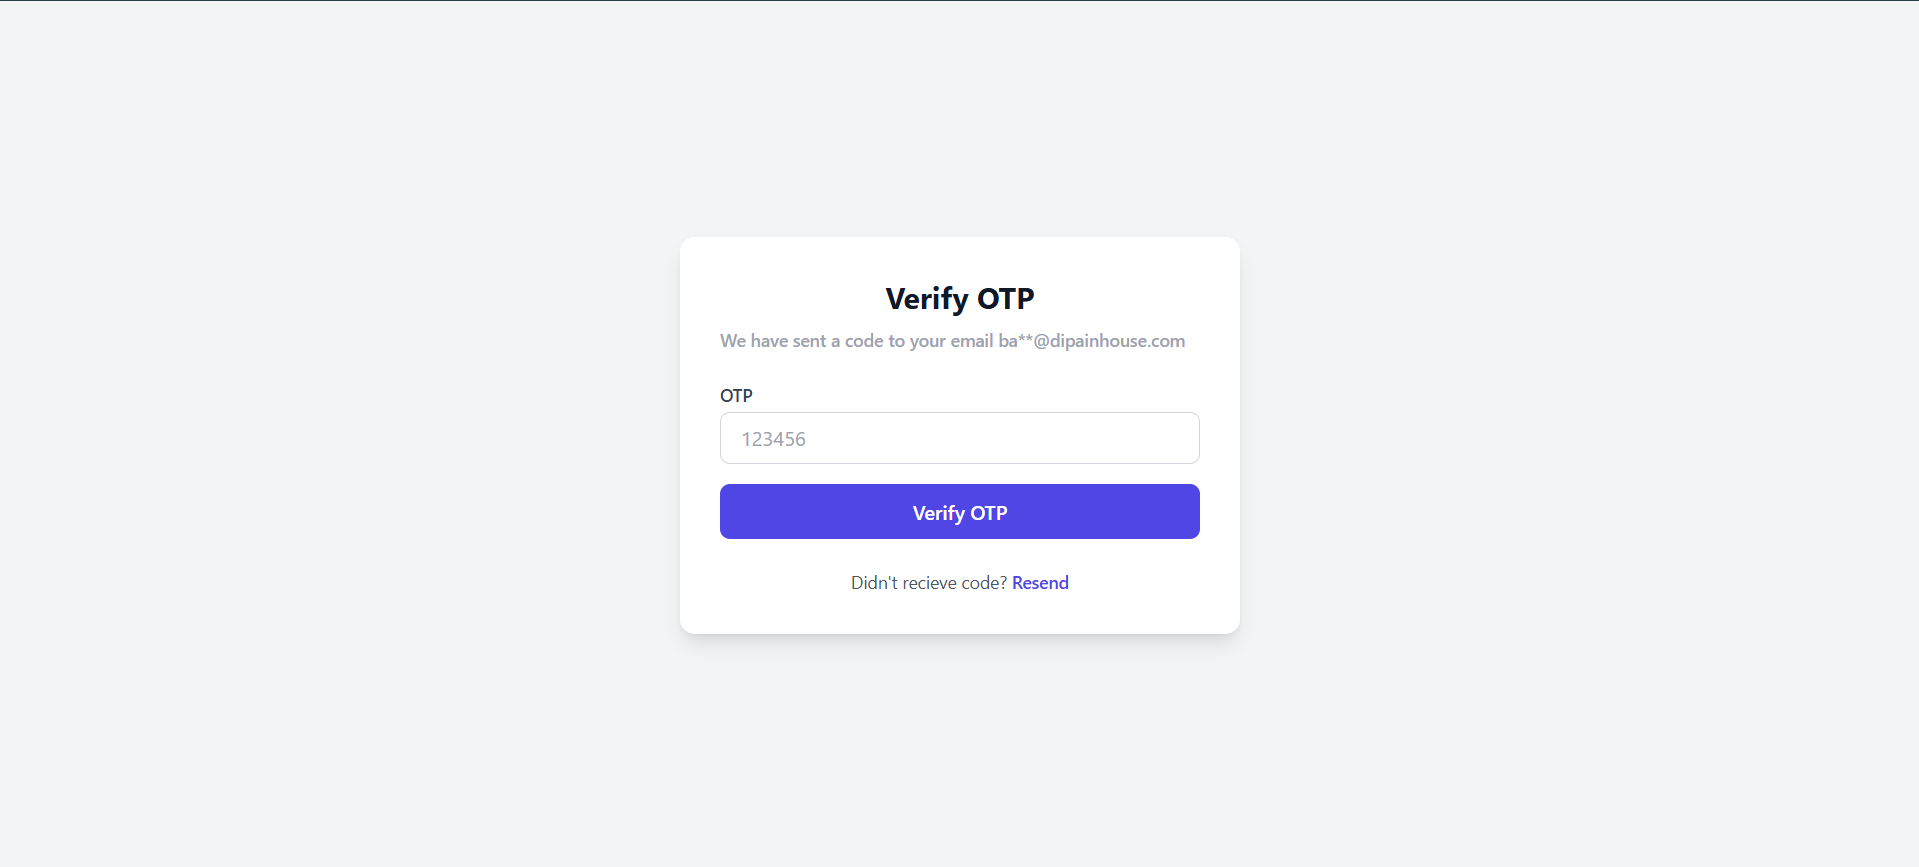 Verify OTP
We have sent a code to your email ba**@dipainhouse.com
OTP
123456
Verify OTP
Didn't recieve code? Resend